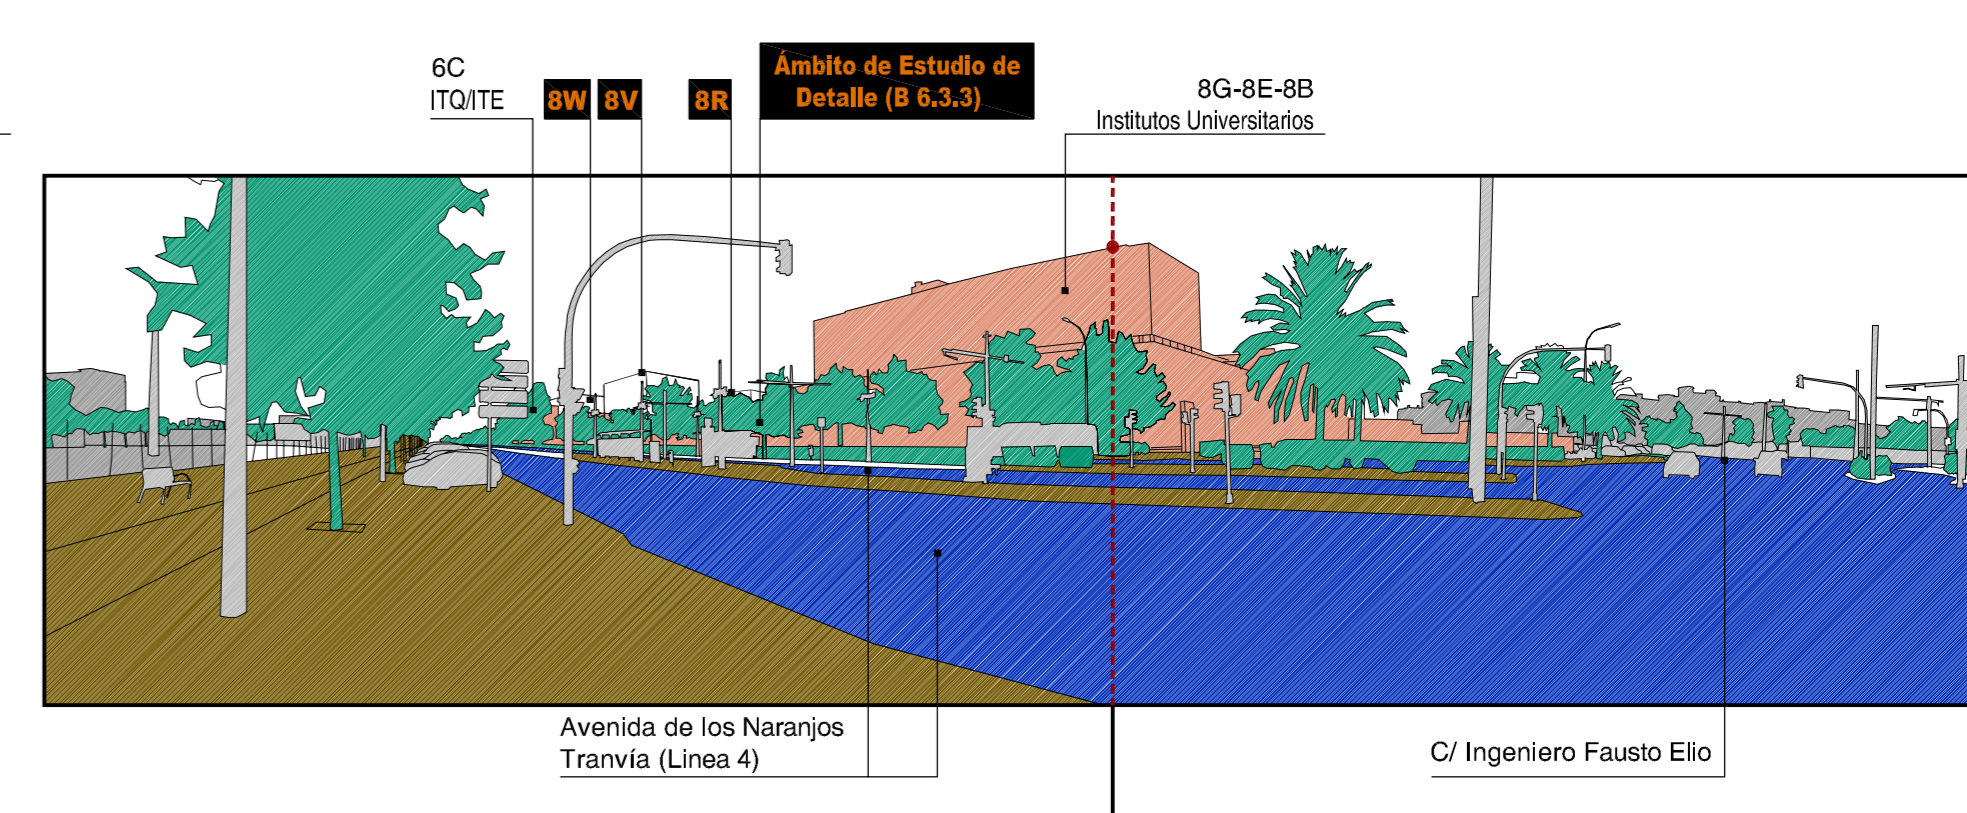 6C
ITQ/ITE
8W
8V
8R
Ámbito de Estudio de
Detalle (B 6.3.3)
8G-8E-8B
Institutos Universitarios
Avenida de los Naranjos
Tranvía (Linea 4)
C/ Ingeniero Fausto Elio